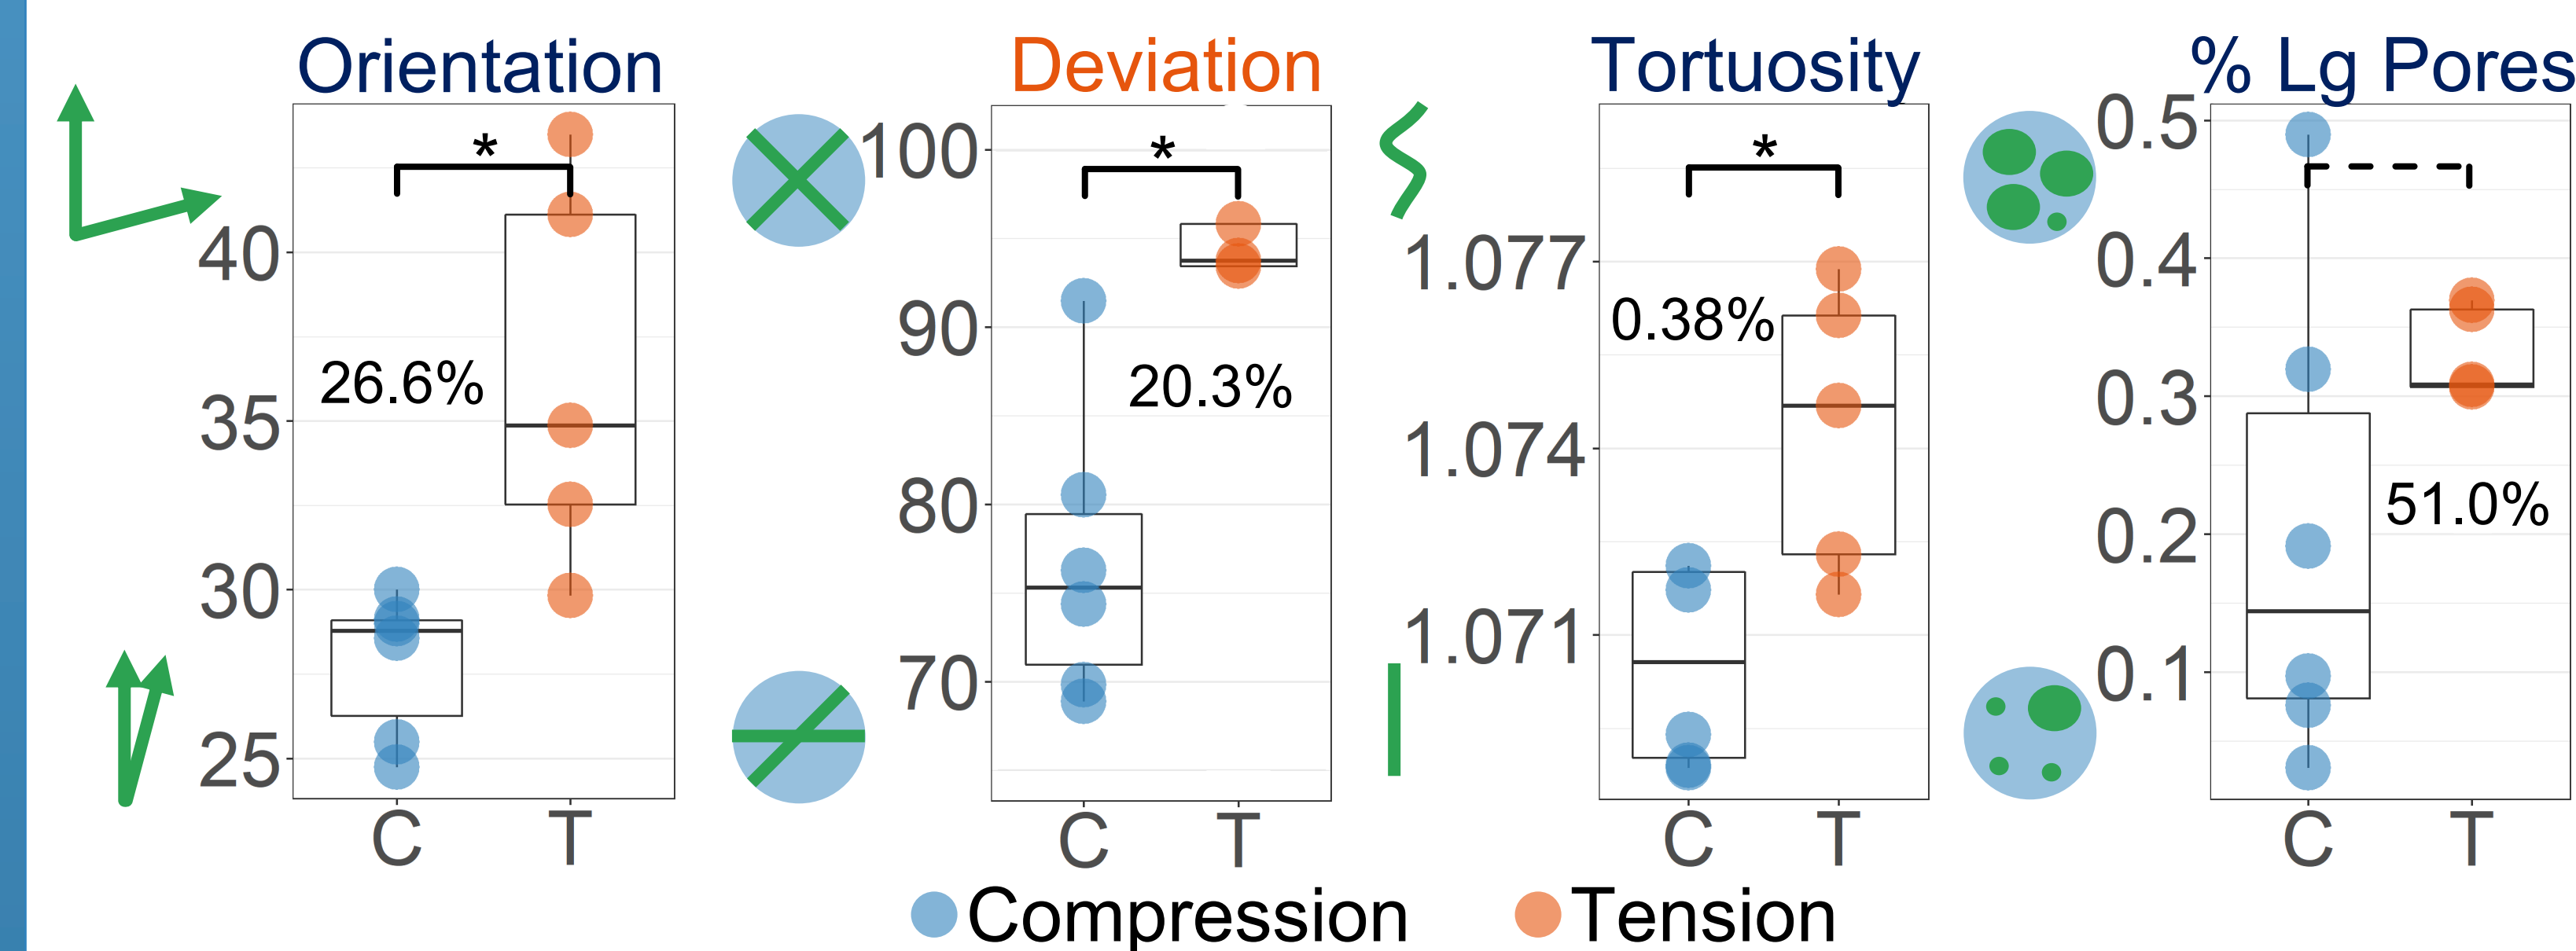 Orientation Deviation Tortuosity % Lg Pores
* * *
40
35
30
25
26.6%
C T
100
90
80
70
20.3%
C T
1.077
1.074
1.071
0.38%
C T
0.5
0.4
0.3
0.2
0.1
51.0%
C T
Compression Tension